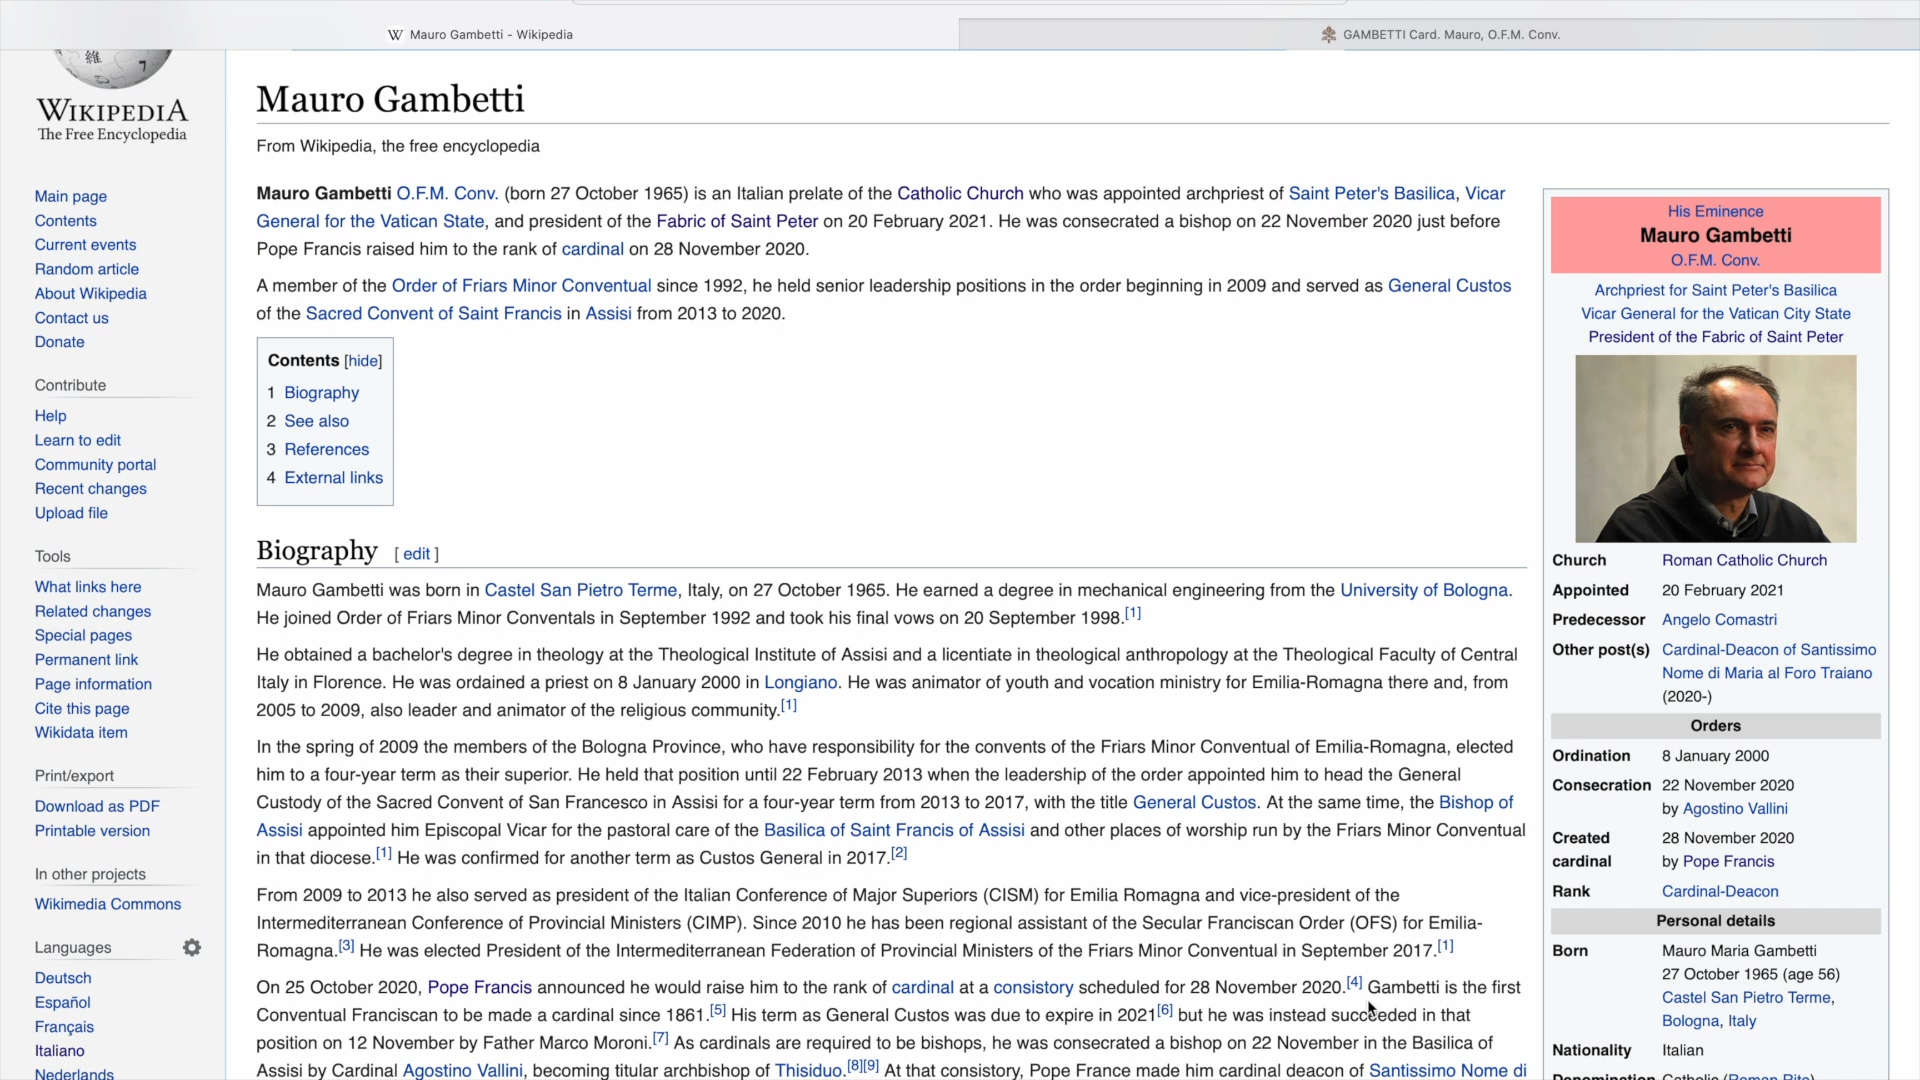 Mauro Gambetti - Wikipedia
GAMBETTI Card. Mauro, O.F.M. Conv.
維
7
WIKIPEDIA
The Free Encyclopedia
Main page
Contents
Current events
Random article
About Wikipedia
Contact us
Donate
Contribute
Help
Learn to edit
Community portal
Recent changes
Upload file
Tools
What links here
Related changes
Special pages
Permanent link
Page information
Cite this page
Wikidata item
Print/export
Download as PDF
Printable version
In other projects
Wikimedia Commons
Languages
Deutsch
Español
Français
Italiano
Nederlands
Mauro Gambetti
From Wikipedia, the free encyclopedia
Mauro Gambetti O.F.M. Conv. (born 27 October 1965) is an Italian prelate of the Catholic Church who was appointed archpriest of Saint Peter's Basilica, Vicar
General for the Vatican State, and president of the Fabric of Saint Peter on 20 February 2021. He was consecrated a bishop on 22 November 2020 just before
Pope Francis raised him to the rank of cardinal on 28 November 2020.
A member of the Order of Friars Minor Conventual since 1992, he held senior leadership positions in the order beginning in 2009 and served as General Custos
of the Sacred Convent of Saint Francis in Assisi from 2013 to 2020.
Contents [hide]
1 Biography
2 See also
3 References
4 External links
Biography [ edit ]
Mauro Gambetti was born in Castel San Pietro Terme, Italy, on 27 October 1965. He earned a degree in mechanical engineering from the University of Bologna.
He joined Order of Friars Minor Conventals in September 1992 and took his final vows on 20 September 1998.[1]
He obtained a bachelor's degree in theology at the Theological Institute of Assisi and a licentiate in theological anthropology at the Theological Faculty of Central
Italy in Florence. He was ordained a priest on 8 January 2000 in Longiano. He was animator of youth and vocation ministry for Emilia-Romagna there and, from
2005 to 2009, also leader and animator of the religious community.[1]
In the spring of 2009 the members of the Bologna Province, who have responsibility for the convents of the Friars Minor Conventual of Emilia-Romagna, elected
him to a four-year term as their superior. He held that position until 22 February 2013 when the leadership of the order appointed him to head the General
Custody of the Sacred Convent of San Francesco in Assisi for a four-year term from 2013 to 2017, with the title General Custos. At the same time, the Bishop of
Assisi appointed him Episcopal Vicar for the pastoral care of the Basilica of Saint Francis of Assisi and other places of worship run by the Friars Minor Conventual
in that diocese.[1] He was confirmed for another term as Custos General in 2017.[2]
From 2009 to 2013 he also served as president of the Italian Conference of Major Superiors (CISM) for Emilia Romagna and vice-president of the
Intermediterranean Conference of Provincial Ministers (CIMP). Since 2010 he has been regional assistant of the Secular Franciscan Order (OFS) for Emilia-
Romagna.[3] He was elected President of the Intermediterranean Federation of Provincial Ministers of the Friars Minor Conventual in September 2017.[1]
On 25 October 2020, Pope Francis announced he would raise him to the rank of cardinal at a consistory scheduled for 28 November 2020.[4] Gambetti is the first
Conventual Franciscan to be made a cardinal since 1861.[5] His term as General Custos was due to expire in 2021[6] but he was instead succeeded in that
position on 12 November by Father Marco Moroni.[7] As cardinals are required to be bishops, he was consecrated a bishop on 22 November in the Basilica of
Assisi by Cardinal Agostino Vallini, becoming titular archbishop of Thisiduo.[8][9] At that consistory, Pope France made him cardinal deacon of Santissimo Nome di
His Eminence
Mauro Gambetti
O.F.M. Conv.
Archpriest for Saint Peter's Basilica
Vicar General for the Vatican City State
President of the Fabric of Saint Peter
Church Roman Catholic Church
Appointed 20 February 2021
Predecessor Angelo Comastri
Other post(s) Cardinal-Deacon of Santissimo
Nome di Maria al Foro Traiano
(2020-)
Orders
Ordination 8 January 2000
Consecration 22 November 2020
by Agostino Vallini
Created 28 November 2020
cardinal by Pope Francis
Rank Cardinal-Deacon
Personal details
Born Mauro Maria Gambetti
27 October 1965 (age 56)
Castel San Pietro Terme,
Bologna, Italy
Nationality Italian
Denomination Catholic (Roman Rite)